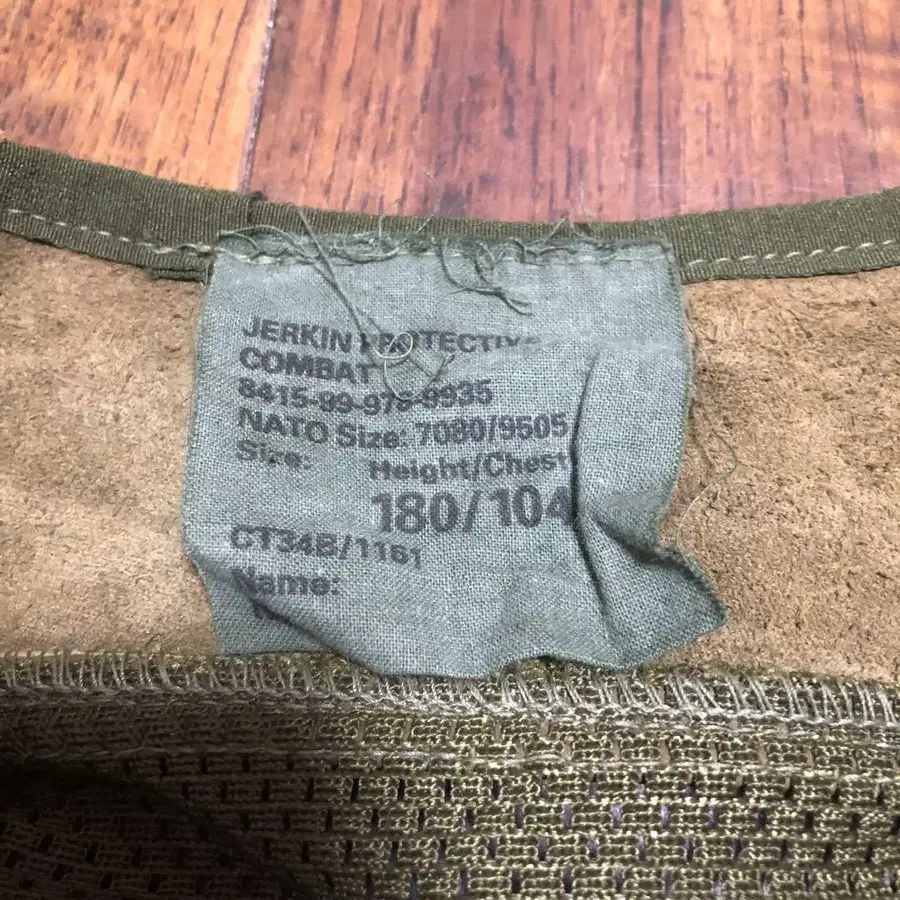 JERKIN PROTECTIVE
COMBAT
8415-99-978-9935
NATO Size: 7080/9505
Size: Height/Chest
180/104
CT34B/1161
Name: